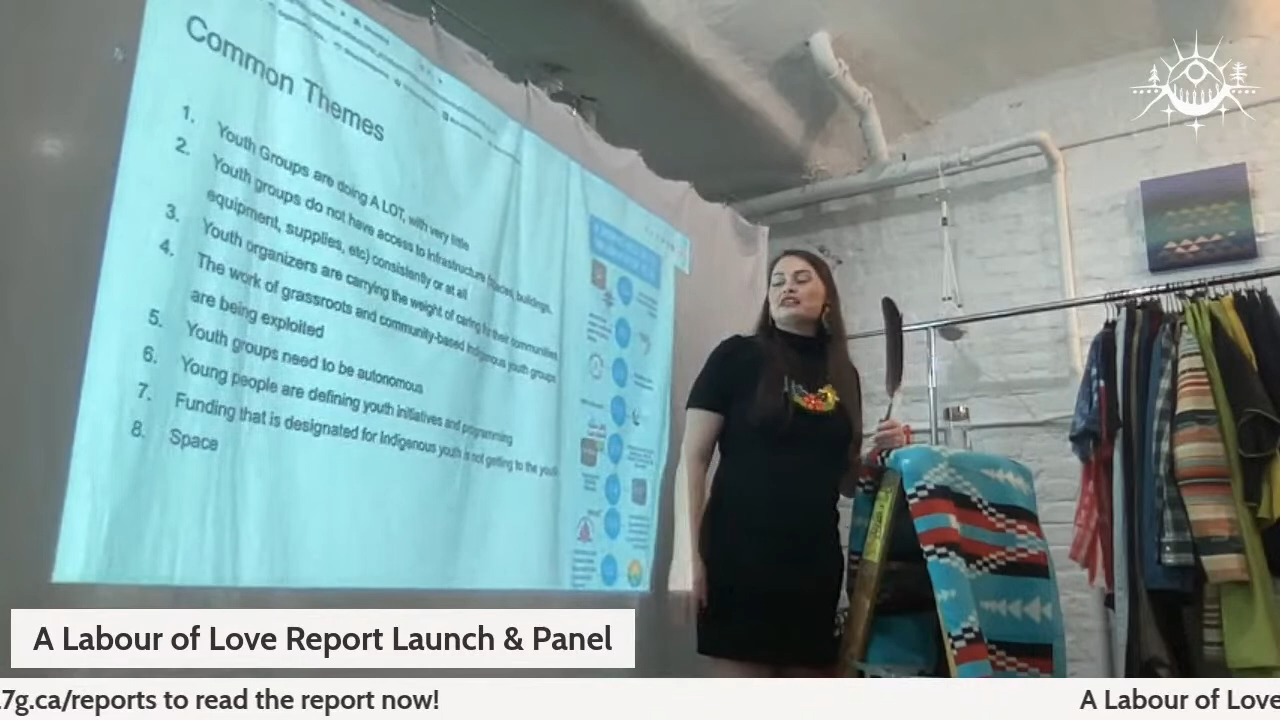 Common Themes
1. Youth Groups are doing A LOT, with very little
2. Youth groups do not have access to infrastructure (spaces, buildings,
equipment, supplies, etc) consistently or at all
3. Youth organizers are carrying the weight of caring for their communities
4. The work of grassroots and community-based Indigenous youth groups
are being exploited
5. Youth groups need to be autonomous
6. Young people are defining youth initiatives and programming
7. Funding that is designated for Indigenous youth is not getting to the youth
8. Space
A Labour of Love Report Launch & Panel
7g.ca/reports to read the report now!
A Labour of Love